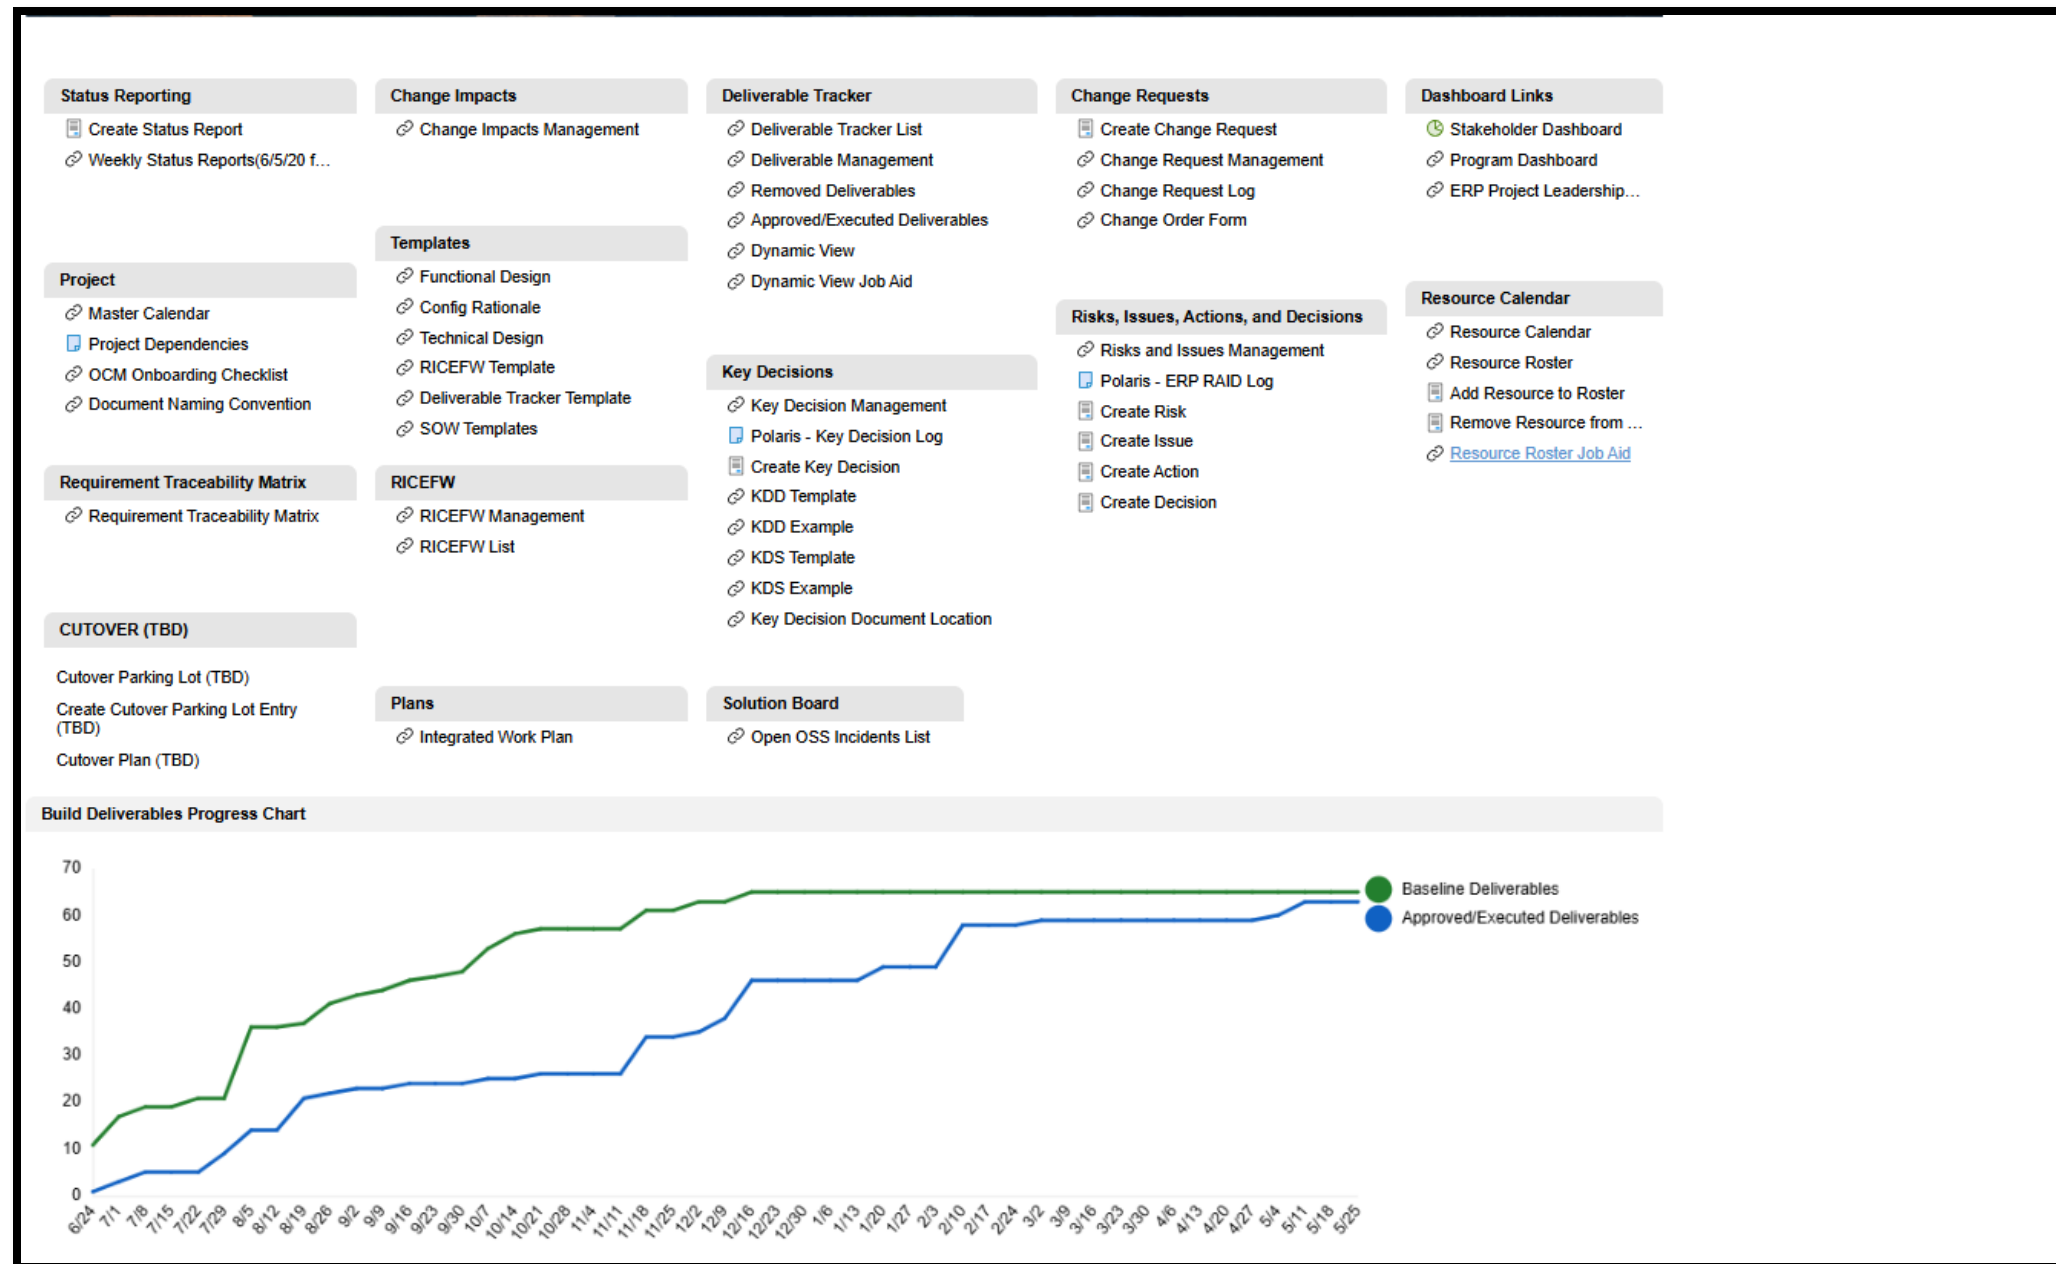 Status Reporting
Create Status Report
Weekly Status Reports(6/5/20 f...
Project
Master Calendar
Project Dependencies
OCM Onboarding Checklist
Document Naming Convention
Requirement Traceability Matrix
Requirement Traceability Matrix
CUTOVER (TBD)
Cutover Parking Lot (TBD)
Create Cutover Parking Lot Entry
(TBD)
Cutover Plan (TBD)
Change Impacts
Change Impacts Management
Templates
Functional Design
Config Rationale
Technical Design
RICEFW Template
Deliverable Tracker Template
SOW Templates
RICEFW
RICEFW Management
RICEFW List
Plans
Integrated Work Plan
Deliverable Tracker
Deliverable Tracker List
Deliverable Management
Removed Deliverables
Approved/Executed Deliverables
Dynamic View
Dynamic View Job Aid
Key Decisions
Key Decision Management
Polaris - Key Decision Log
Create Key Decision
KDD Template
KDD Example
KDS Template
KDS Example
Key Decision Document Location
Solution Board
Open OSS Incidents List
Change Requests
Create Change Request
Change Request Management
Change Request Log
Change Order Form
Risks, Issues, Actions, and Decisions
Risks and Issues Management
Polaris - ERP RAID Log
Create Risk
Create Issue
Create Action
Create Decision
Dashboard Links
Stakeholder Dashboard
Program Dashboard
ERP Project Leadership...
Resource Calendar
Resource Calendar
Resource Roster
Add Resource to Roster
Remove Resource from ...
Resource Roster Job Aid
Build Deliverables Progress Chart
70
60
50
40
30
20
10
0
6/24 7/1 7/8 7/15 7/22 7/29 8/5 8/12 8/19 8/26 9/2 9/9 9/16 9/23 9/30 10/7 10/14 10/21 10/28 11/4 11/11 11/18 11/25 12/2 12/9 12/16 12/23 12/30 1/6 1/13 1/20 1/27 2/3 2/10 2/17 2/24 3/2 3/9 3/16 3/23 3/30 4/6 4/13 4/20 4/27 5/4 5/11 5/18 5/25
Baseline Deliverables
Approved/Executed Deliverables